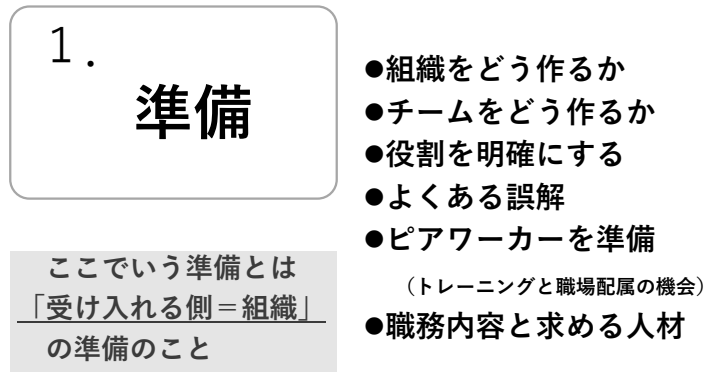 1.
準備
ここでいう準備とは
「受け入れる側＝組織」
の準備のこと
●組織をどう作るか
●チームをどう作るか
●役割を明確にする
●よくある誤解
●ピアワーカーを準備
（トレーニングと職場配属の機会）
●職務内容と求める人材